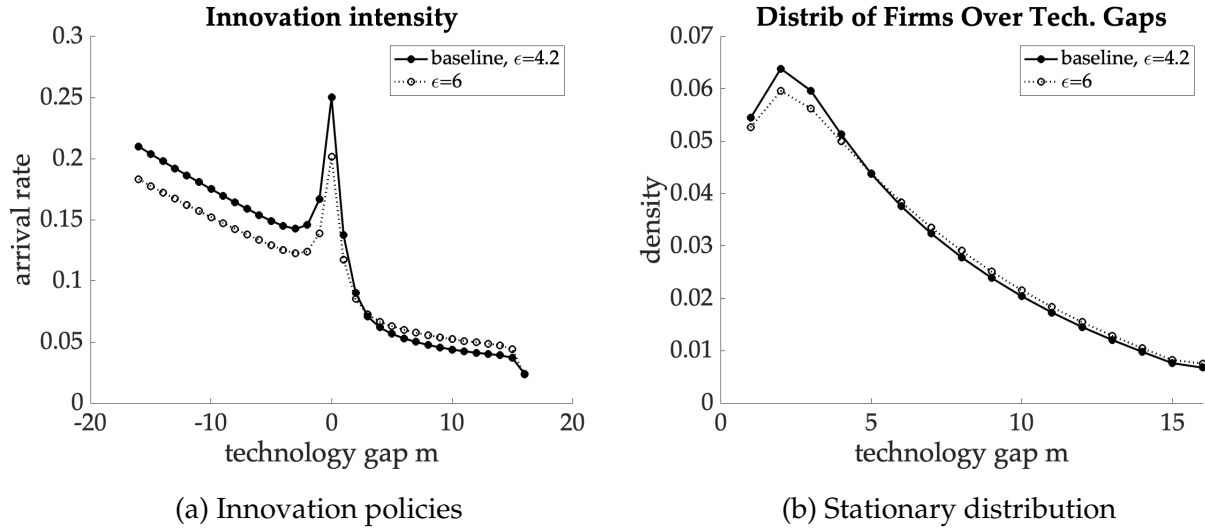 Innovation intensity
0.3
0.25
0.2
0.15
0.1
0.05
0
arrival rate
baseline, ϵ=4.2
ϵ=6
-20
-10
0
10
20
technology gap m
(a) Innovation policies
Distrib of Firms Over Tech. Gaps
0.07
0.06
0.05
0.04
0.03
0.02
0.01
0
density
baseline, ϵ=4.2
ϵ=6
5
10
15
technology gap m
(b) Stationary distribution